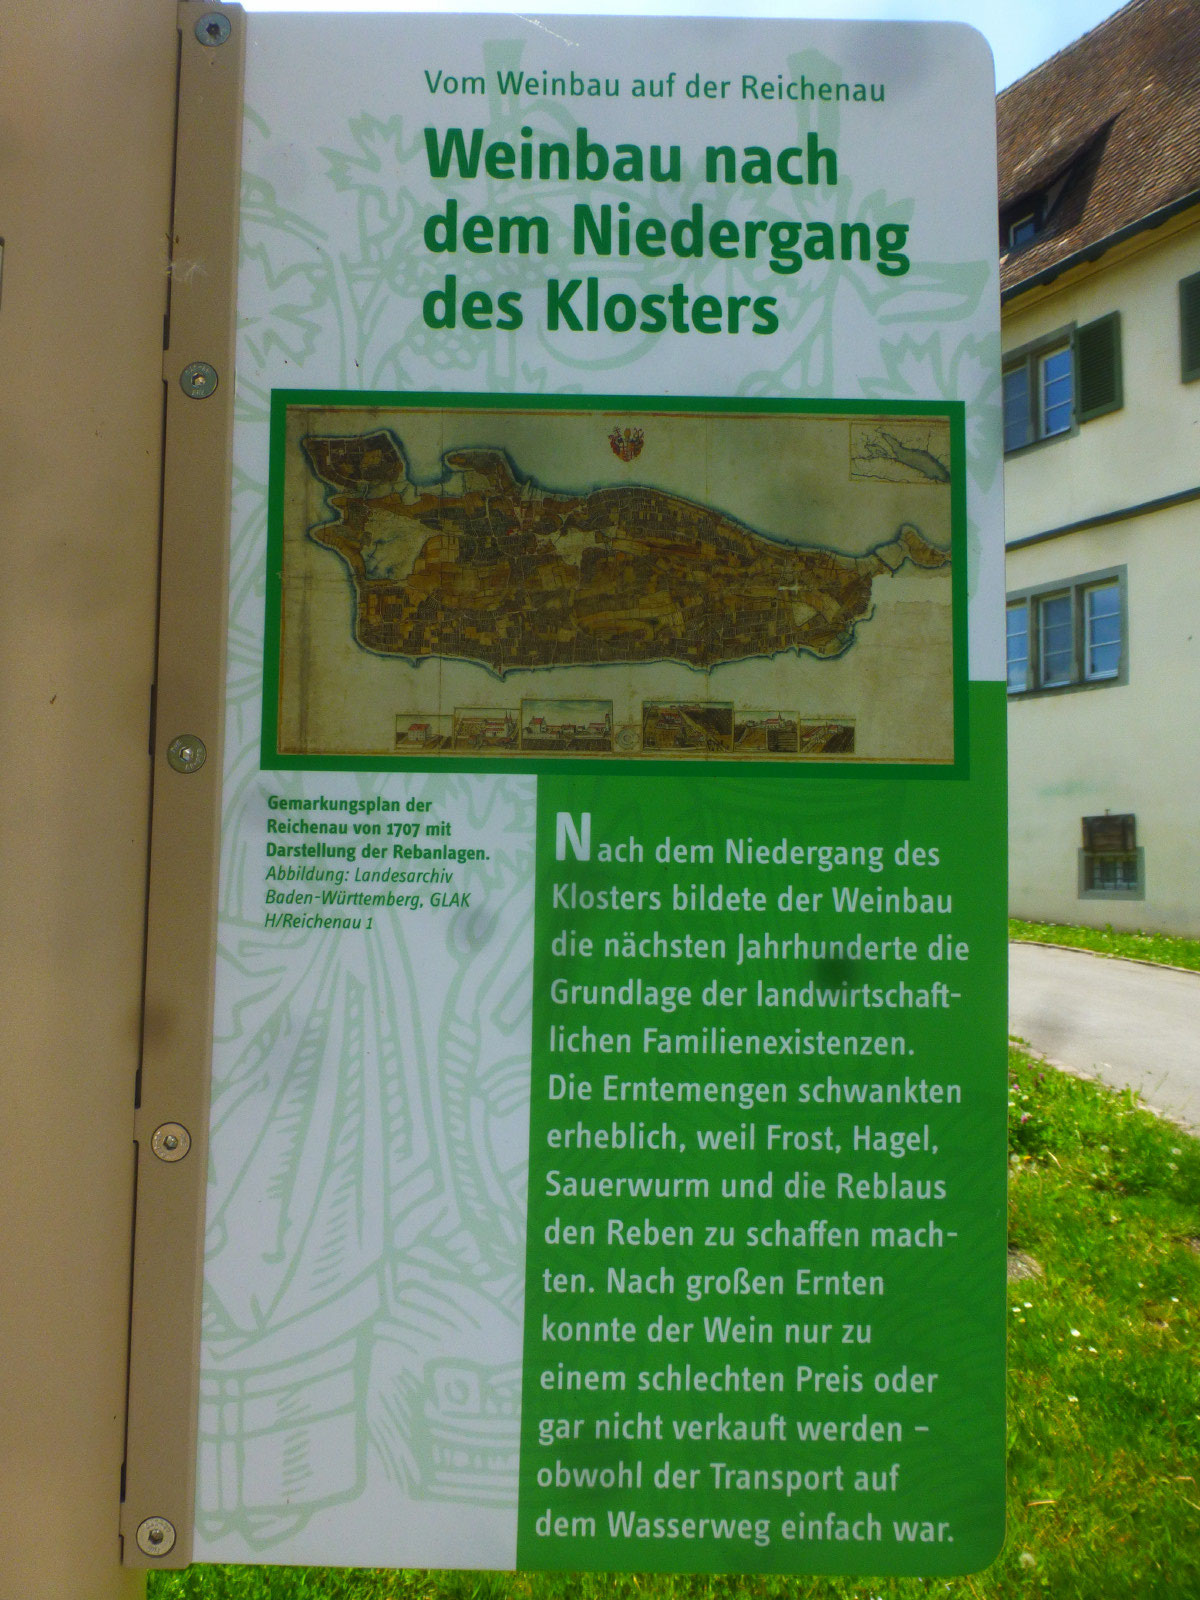 Vom Weinbau auf der Reichenau
Weinbau nach
dem Niedergang
des Klosters
Gemarkungsplan der
Reichenau von 1707 mit
Darstellung der Rebanlagen.
Abbildung: Landesarchiv
Baden-Württemberg, GLAK
H/Reichenau 1
Nach dem Niedergang des
Klosters bildete der Weinbau
die nächsten Jahrhunderte die
Grundlage der landwirtschaft-
lichen Familienexistenzen.
Die Erntemengen schwankten
erheblich, weil Frost, Hagel,
Sauerwurm und die Reblaus
den Reben zu schaffen mach-
ten. Nach großen Ernten
konnte der Wein nur zu
einem schlechten Preis oder
gar nicht verkauft werden –
obwohl der Transport auf
dem Wasserweg einfach war.